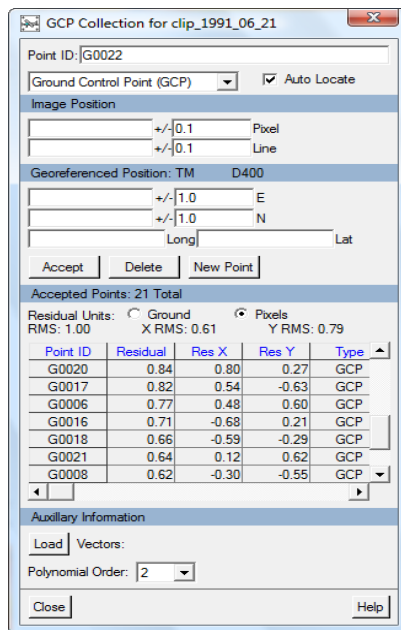 GCP Collection for clip_1991_06_21
Point ID: G0022
Ground Control Point (GCP) Auto Locate
Image Position
+/- 0.1 Pixel
+/- 0.1 Line
Georeferenced Position: TM D400
+/- 1.0 E
+/- 1.0 N
Long Lat
Accept Delete New Point
Accepted Points: 21 Total
Residual Units: Ground Pixels
RMS: 1.00 X RMS: 0.61 Y RMS: 0.79
Point ID Residual Res X Res Y Type
G0020 0.84 0.80 0.27 GCP
G0017 0.82 0.54 -0.63 GCP
G0006 0.77 0.48 0.60 GCP
G0016 0.71 -0.68 0.21 GCP
G0018 0.66 -0.59 -0.29 GCP
G0021 0.64 0.12 0.62 GCP
G0008 0.62 -0.30 -0.55 GCP
Auxillary Information
Load Vectors:
Polynomial Order: 2
Close Help